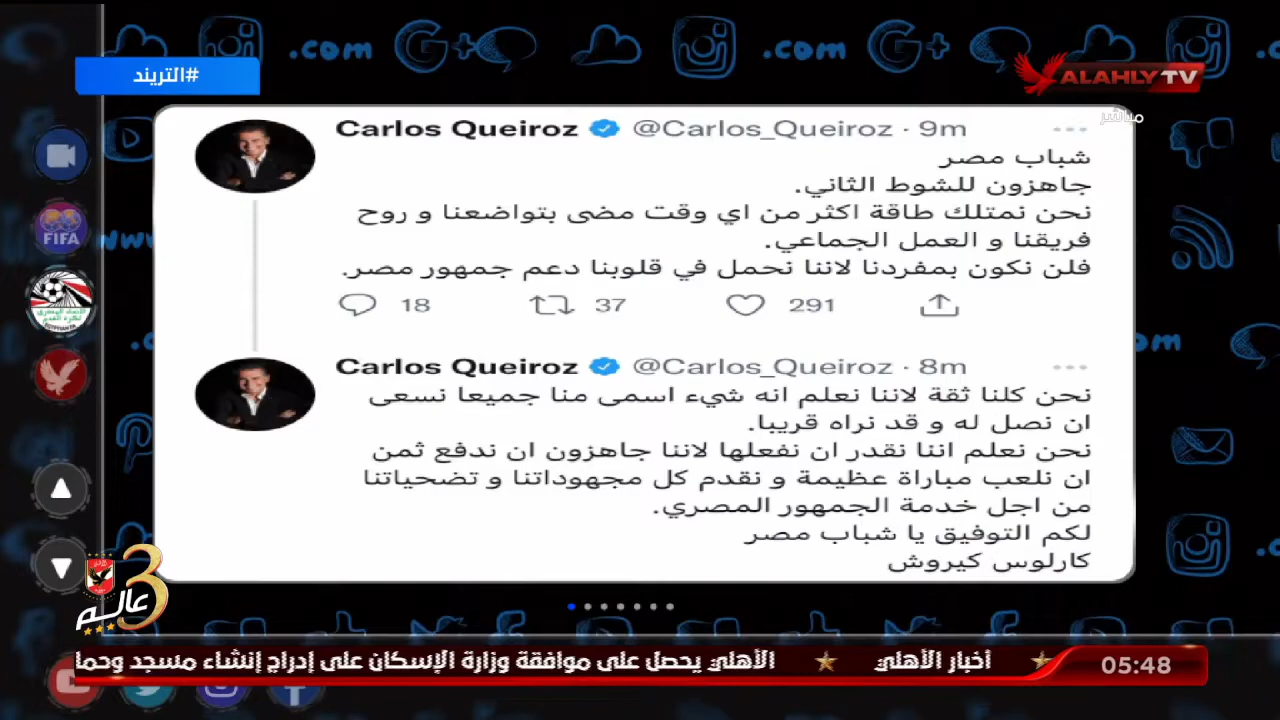 #التريند
ALAHLY TV
مباشر
Carlos Queiroz @Carlos_Queiroz · 9m
شباب مصر
جاهزون للشوط الثاني.
نحن نمتلك طاقة اكثر من اي وقت مضى بتواضعنا و روح
فريقنا و العمل الجماعي.
فلن نكون بمفردنا لاننا نحمل في قلوبنا دعم جمهور مصر.
18 37 291
Carlos Queiroz @Carlos_Queiroz · 8m
نحن كلنا ثقة لاننا نعلم انه شيء اسمى منا جميعا نسعى
ان نصل له و قد نراه قريبا.
نحن نعلم اننا نقدر ان نفعلها لاننا جاهزون ان ندفع ثمن
ان نلعب مباراة عظيمة و نقدم كل مجهوداتنا و تضحياتنا
من اجل خدمة الجمهور المصري.
لكم التوفيق يا شباب مصر
كارلوس كيروش
FIFA
3 عالم
أخبار الأهلي ★ الأهلي يحصل على موافقة وزارة الإسكان على إدراج إنشاء مسجد وحما
05:48
.com
G+
.com
G+
www